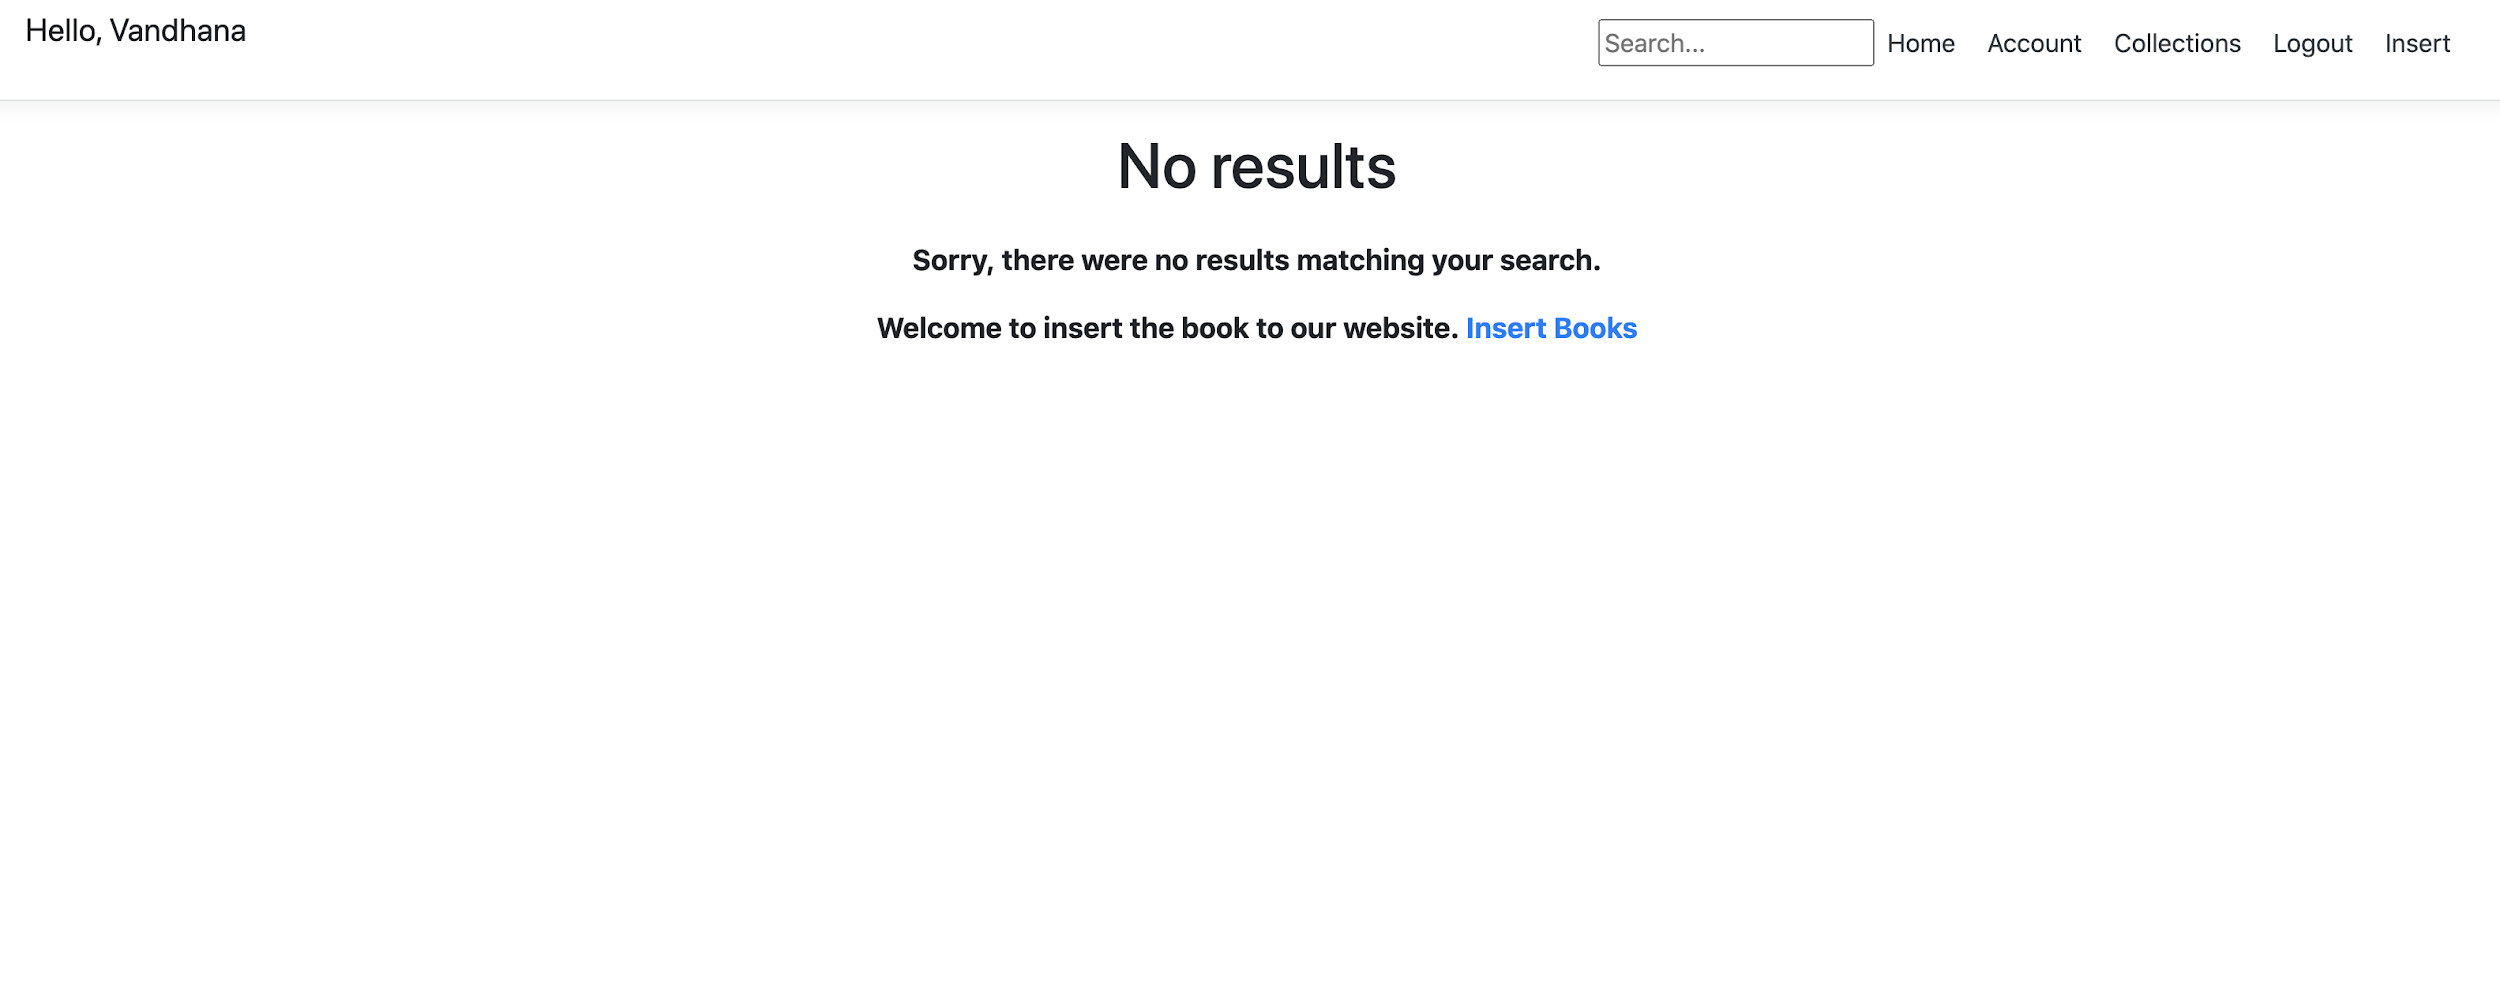 Hello, Vandhana
Search... Home Account Collections Logout Insert
No results
Sorry, there were no results matching your search.
Welcome to insert the book to our website. Insert Books